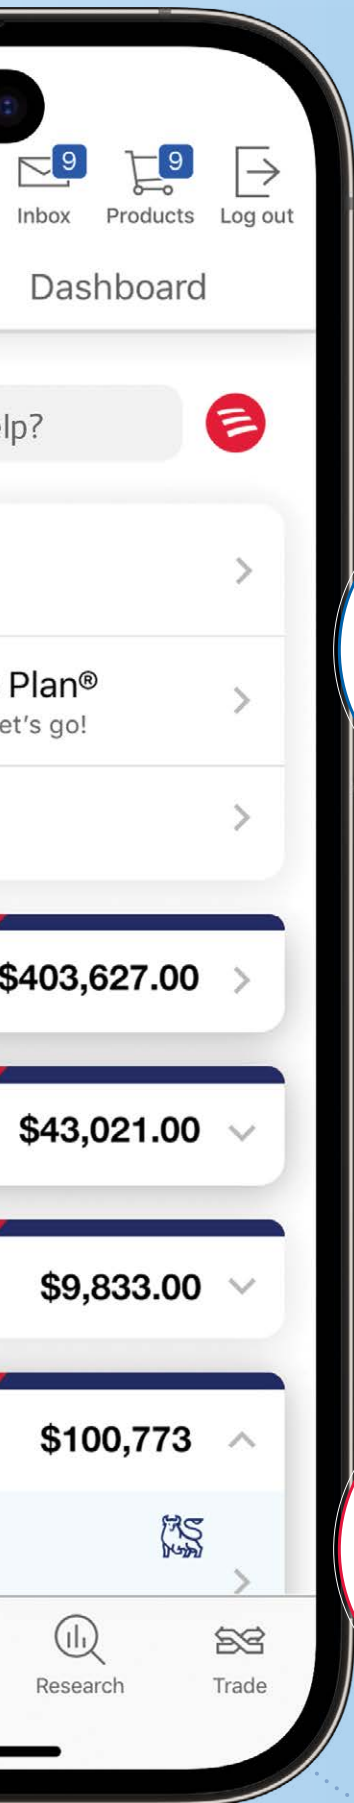 9 9
Inbox Products Log out
Dashboard
elp?
Plan®
et's go!
$403,627.00
$43,021.00
$9,833.00
$100,773
Research Trade